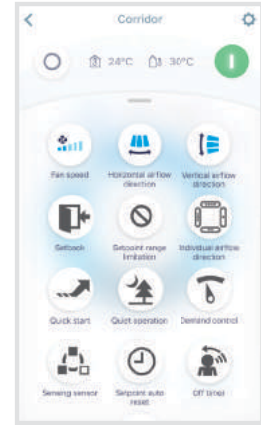 Corridor
24°C 30°C
Fan speed
Horizontal airflow
direction
Vertical airflow
direction
Setback
Setpoint range
limitation
Individual airflow
direction
Quick start
Quiet operation
Demand control
Sensing sensor
Setpoint auto
reset
Off timer